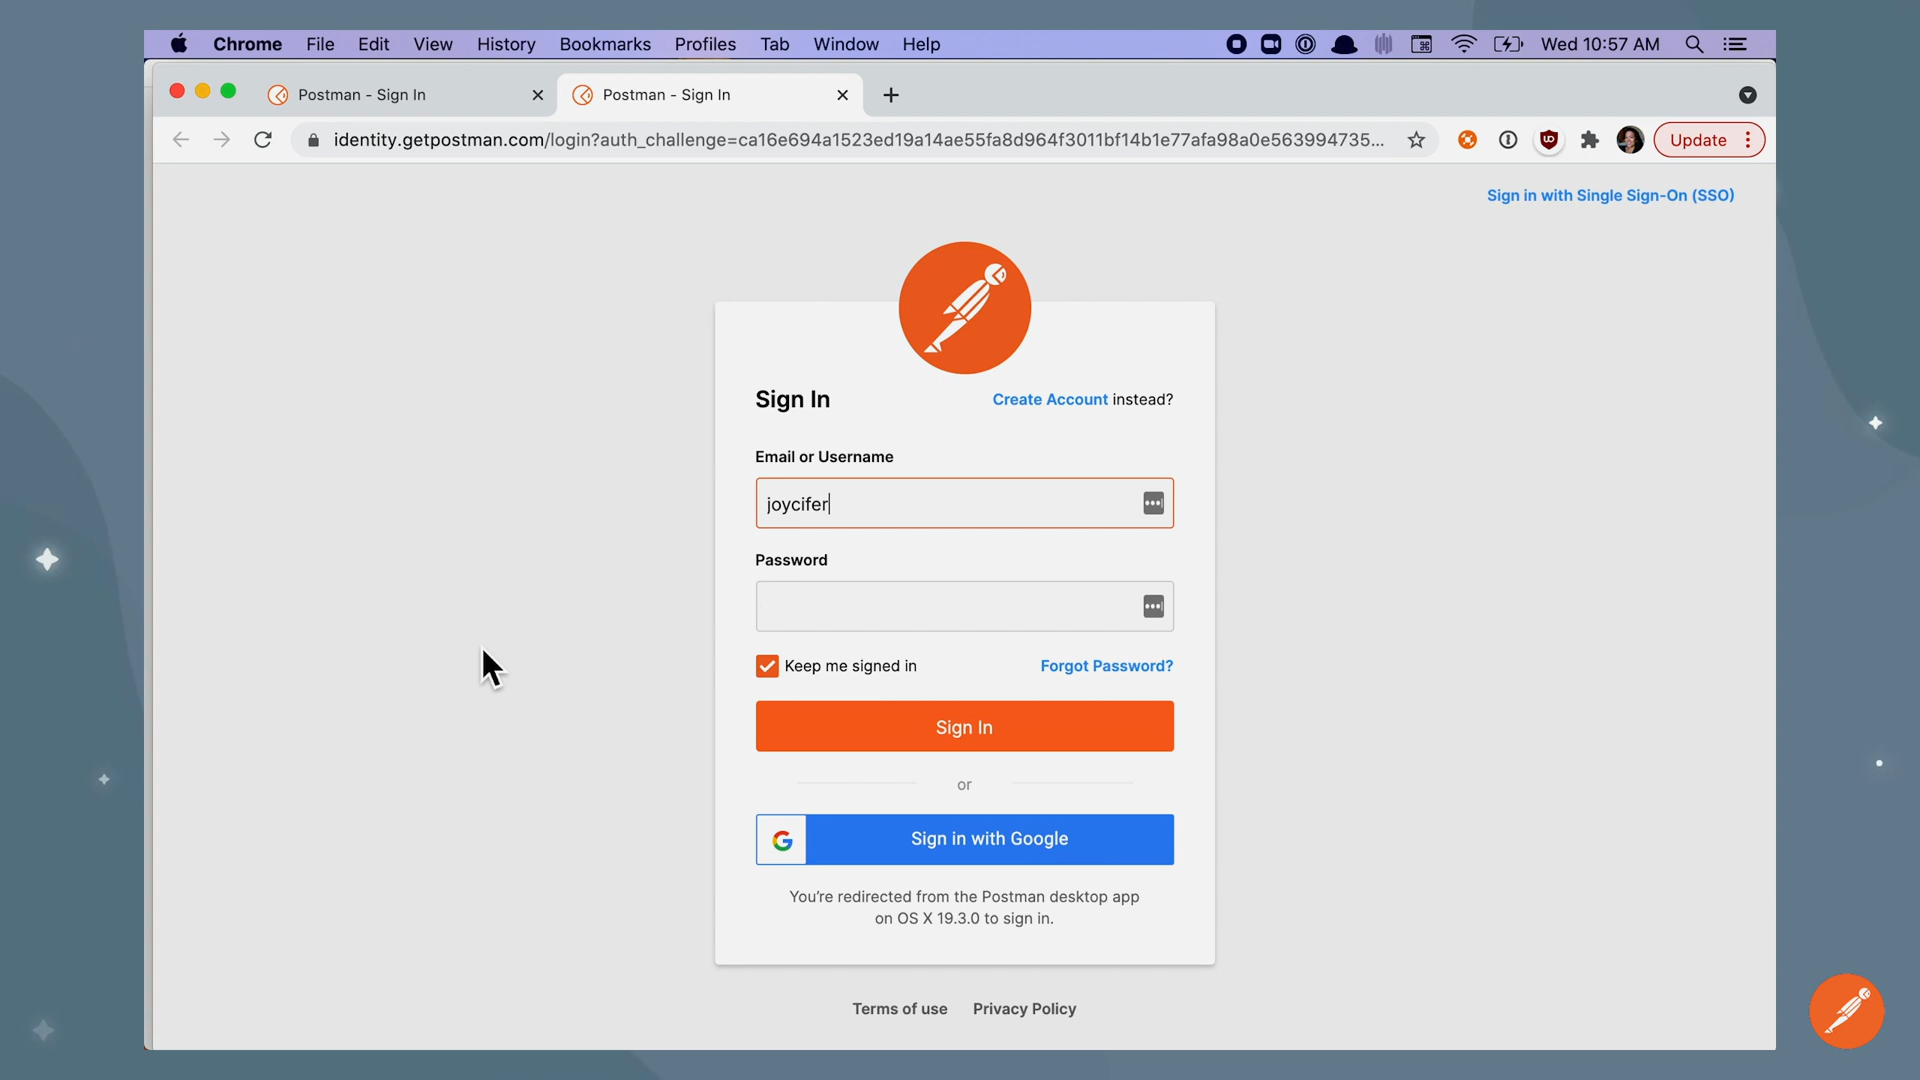 Chrome File Edit View History Bookmarks Profiles Tab Window Help Wed 10:57 AM
Postman - Sign In
Postman - Sign In
identity.getpostman.com/login?auth_challenge=ca16e694a1523ed19a14ae55fa8d964f3011bf14b1e77afa98a0e563994735... Update
Sign in with Single Sign-On (SSO)
Sign In
Create Account instead?
Email or Username
joycifer
Password
Keep me signed in
Forgot Password?
Sign In
or
Sign in with Google
You're redirected from the Postman desktop app
on OS X 19.3.0 to sign in.
Terms of use Privacy Policy